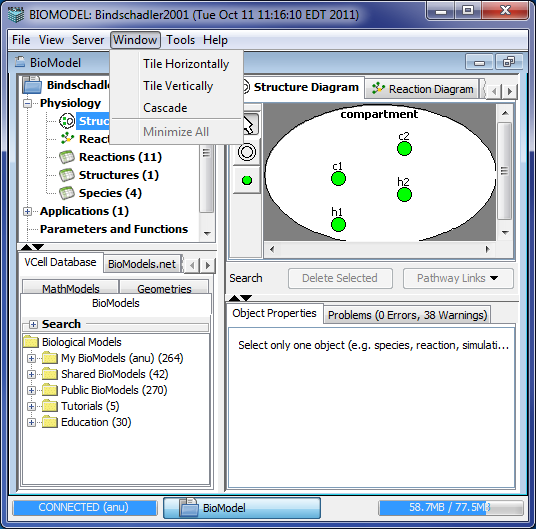 BIOMODEL: Bindschadler2001 (Tue Oct 11 11:16:10 EDT 2011)
File View Server Window Tools Help
BioModel
Tile Horizontally
Tile Vertically
Cascade
Minimize All
Bindschadler
Physiology
Struc
Reac
Reactions (11)
Structures (1)
Species (4)
Applications (1)
Parameters and Functions
Structure Diagram
Reaction Diagram
compartment
c2
c1
h2
h1
Search
Delete Selected
Pathway Links
VCell Database
BioModels.net
MathModels
Geometries
BioModels
Search
Biological Models
My BioModels (anu) (264)
Shared BioModels (42)
Public BioModels (270)
Tutorials (5)
Education (30)
Object Properties
Problems (0 Errors, 38 Warnings)
Select only one object (e.g. species, reaction, simulati...
CONNECTED (anu)
BioModel
58.7MB / 77.5MB